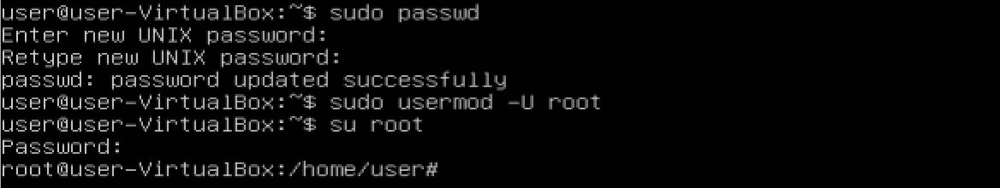 user@user-VirtualBox:~$ sudo passwd
Enter new UNIX password:
Retype new UNIX password:
passwd: password updated successfully
user@user-VirtualBox:~$ sudo usermod -U root
user@user-VirtualBox:~$ su root
Password:
root@user-VirtualBox:/home/user#